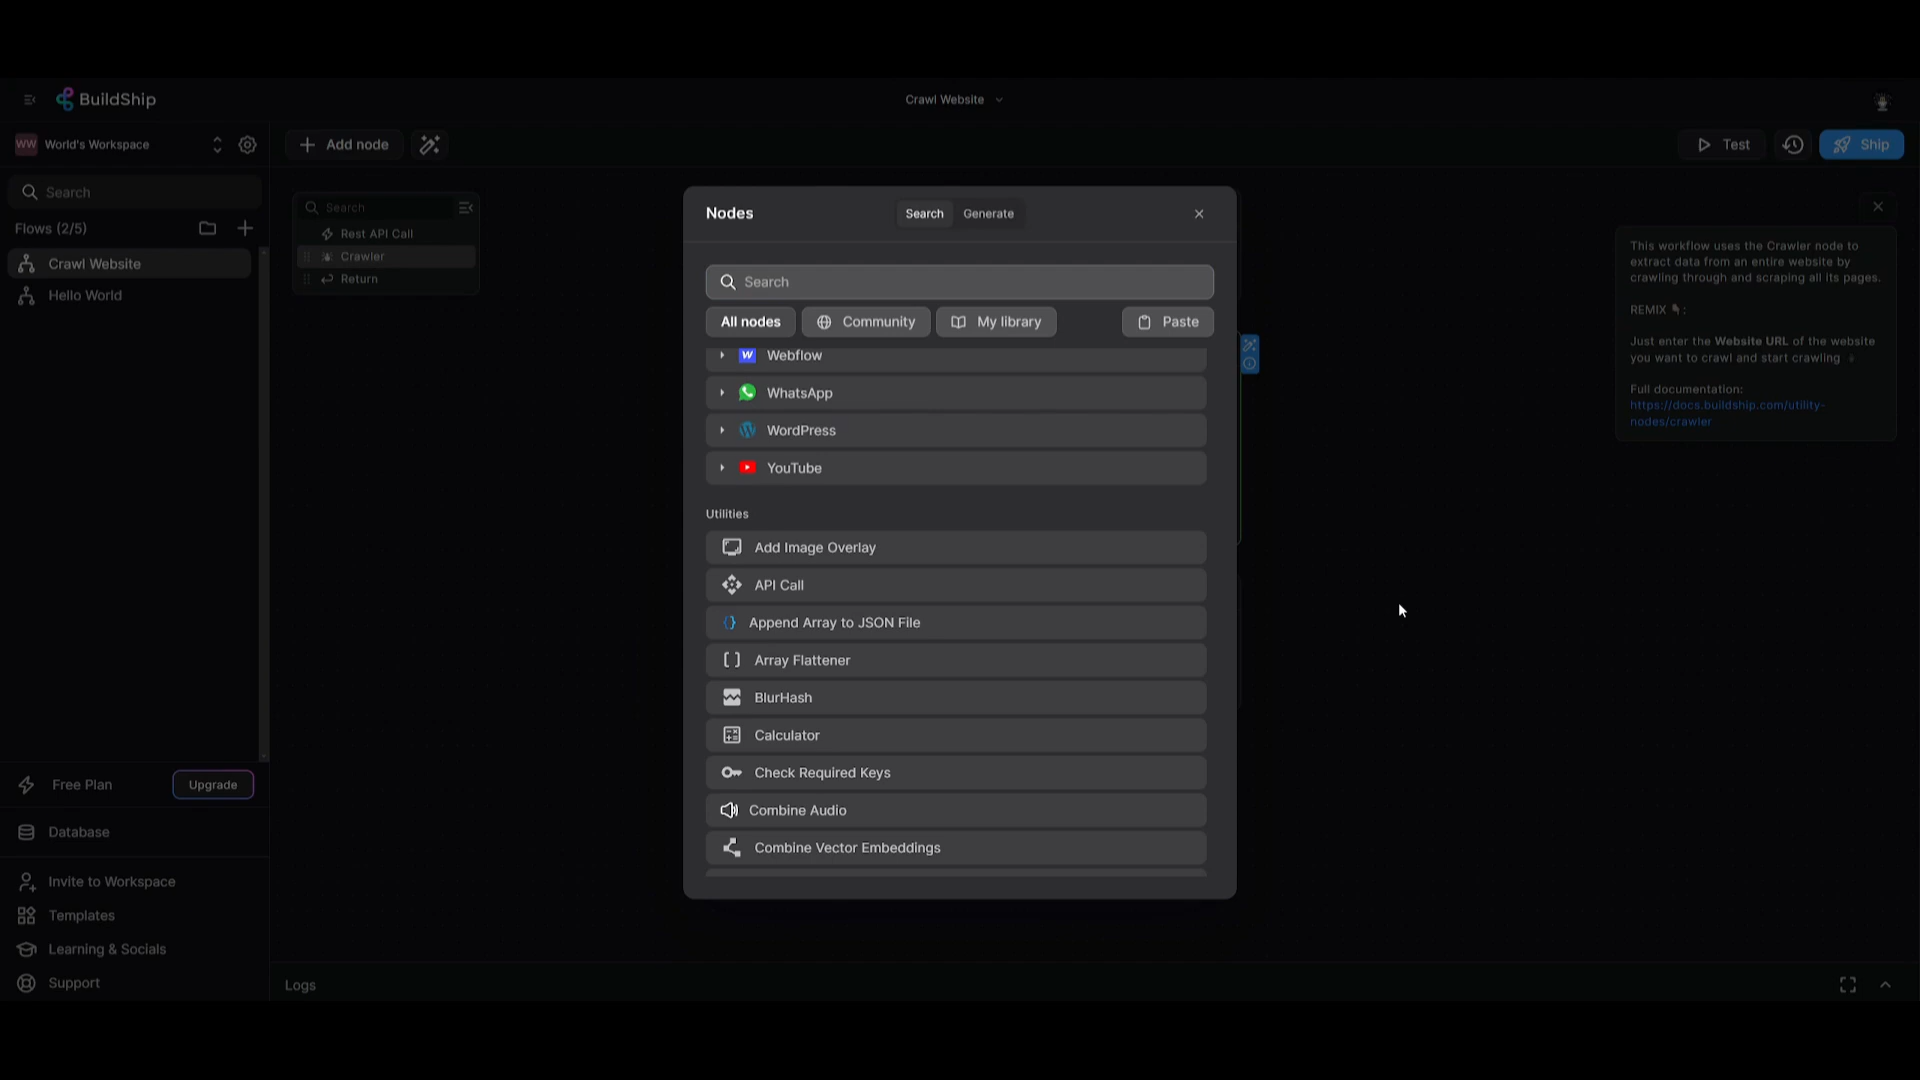 BuildShip
Crawl Website
WW World's Workspace
Add node
Test
Ship
Search
Flows (2/5)
Crawl Website
Hello World
Search
Rest API Call
Crawler
Return
Nodes
Search
Generate
Search
All nodes
Community
My library
Paste
Webflow
WhatsApp
WordPress
YouTube
Utilities
Add Image Overlay
API Call
Append Array to JSON File
Array Flattener
BlurHash
Calculator
Check Required Keys
Combine Audio
Combine Vector Embeddings
This workflow uses the Crawler node to
extract data from an entire website by
crawling through and scraping all its pages.
REMIX :
Just enter the Website URL of the website
you want to crawl and start crawling
Full documentation:
https://docs.buildship.com/utility-
nodes/crawler
Free Plan
Upgrade
Database
Invite to Workspace
Templates
Learning & Socials
Support
Logs